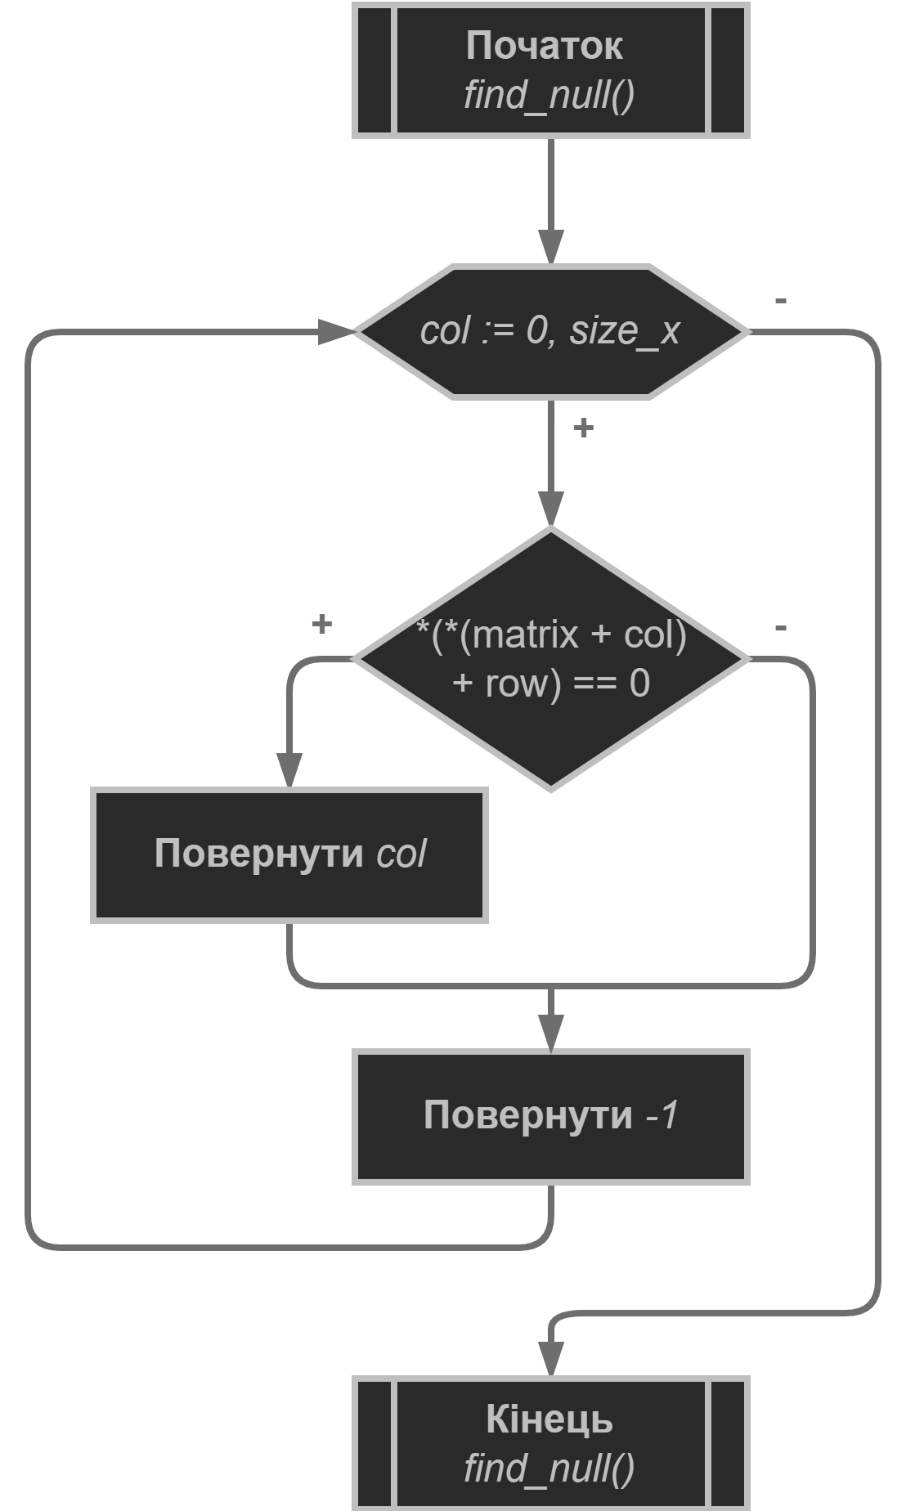 Початок
find_null()
col := 0, size_x
-
+
*(*(matrix + col)
+ row) == 0
+
-
Повернути col
Повернути -1
Кінець
find_null()